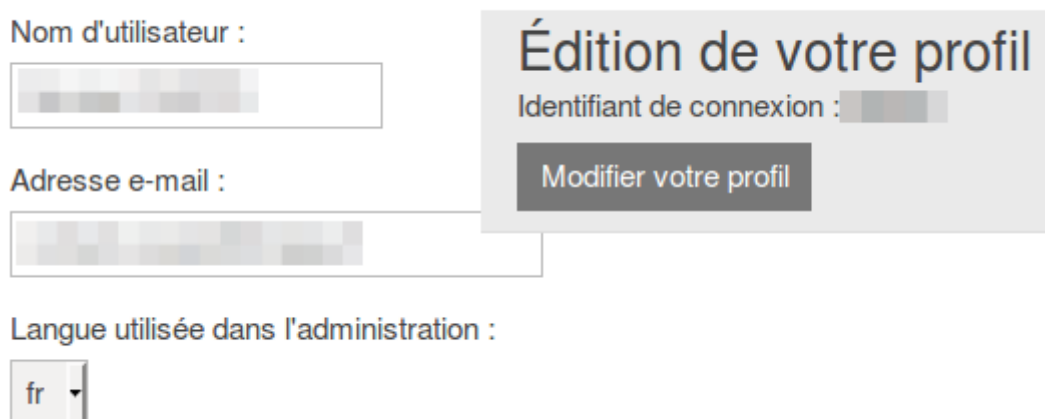 Nom d'utilisateur :
Édition de votre profil
Identifiant de connexion :
Modifier votre profil
Adresse e-mail :
Langue utilisée dans l'administration :
fr